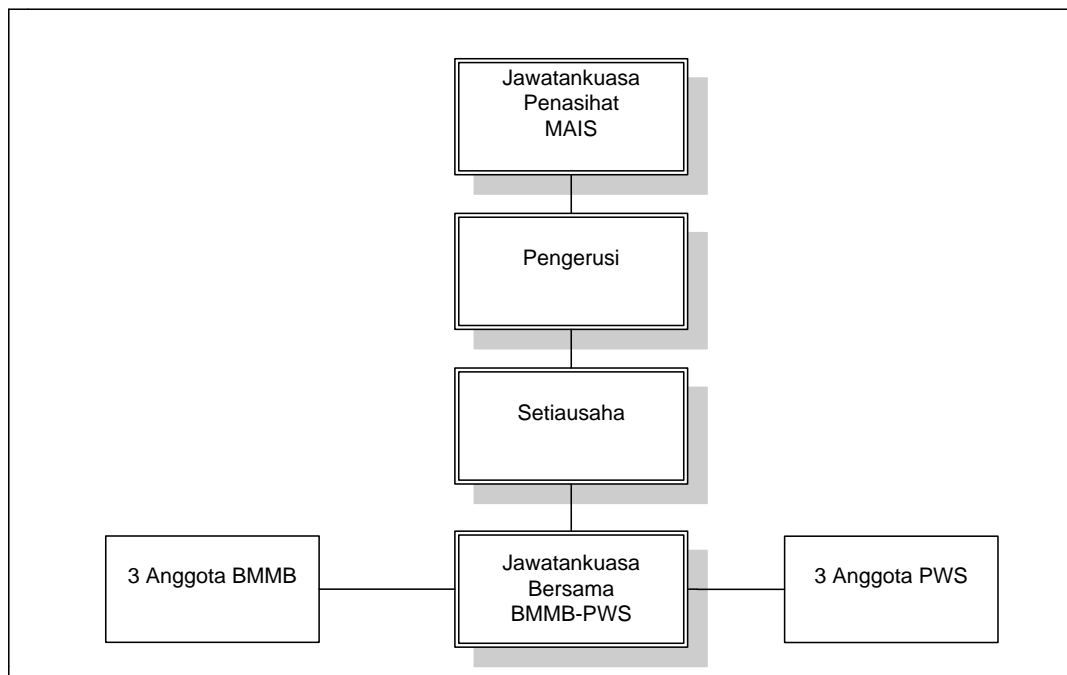 Jawatankuasa
Penasihat
MAIS
Pengerusi
Setiausaha
3 Anggota BMMB
Jawatankuasa
Bersama
BMMB-PWS
3 Anggota PWS